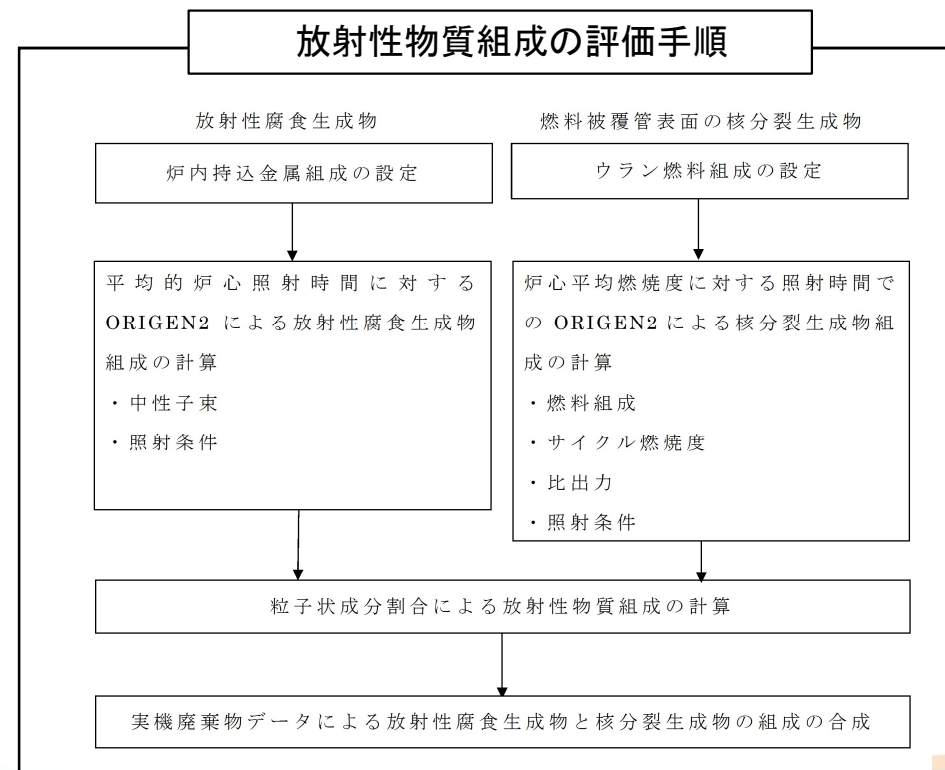 放射性物質組成の評価手順
放射性腐食生成物
炉内持込金属組成の設定
平均的炉心照射時間に対する
ORIGEN2 による放射性腐食生成物
組成の計算
・中性子束
・照射条件
燃料被覆管表面の核分裂生成物
ウラン燃料組成の設定
炉心平均燃焼度に対する照射時間で
の ORIGEN2 による核分裂生成物組
成の計算
・燃料組成
・サイクル燃焼度
・比出力
・照射条件
粒子状成分割合による放射性物質組成の計算
実機廃棄物データによる放射性腐食生成物と核分裂生成物の組成の合成